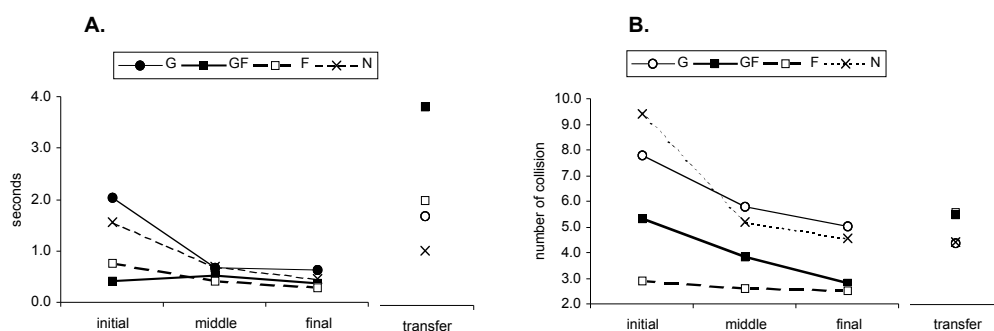 A.
G GF F N
4.0
3.0
2.0
1.0
0.0
seconds
initial middle final transfer
B.
G GF F N
10.0
9.0
8.0
7.0
6.0
5.0
4.0
3.0
2.0
number of collision
initial middle final transfer